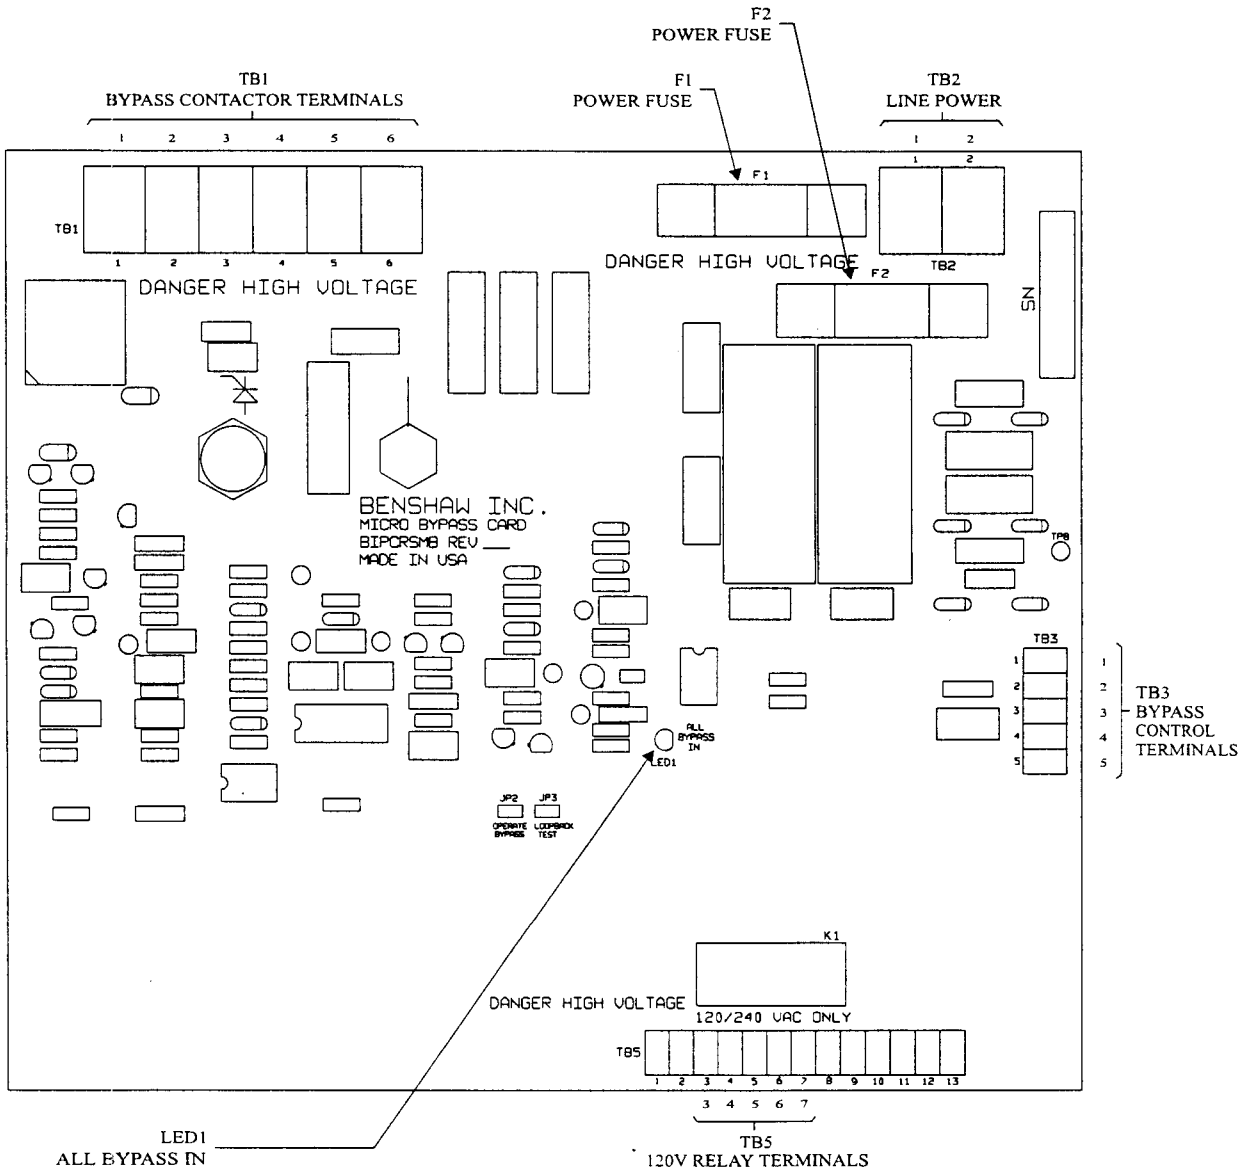 F2
POWER FUSE
F1
POWER FUSE
TB1
BYPASS CONTACTOR TERMINALS
1 2 3 4 5 6
TB2
LINE POWER
1 2
1 2
F1
TB1
1 2 3 4 5 6
DANGER HIGH VOLTAGE
DANGER HIGH VOLTAGE
TB2
F2
SN
BENSHAW INC.
MICRO BYPASS CARD
BIPCRSMB REV ___
MADE IN USA
TP8
TB3
1
2
3
4
5
1
2
3
4
5
TB3
BYPASS
CONTROL
TERMINALS
ALL
BYPASS
IN
LED1
JP2 JP3
OPERATE
BYPASS
LOOPBACK
TEST
K1
DANGER HIGH VOLTAGE
120/240 VAC ONLY
TB5
1 2 3 4 5 6 7 8 9 10 11 12 13
3 4 5 6 7
TB5
120V RELAY TERMINALS
LED1
ALL BYPASS IN